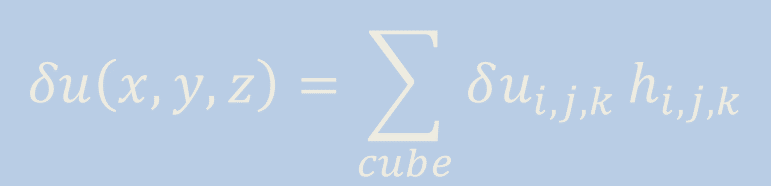 δu(x, y, z) = ∑ δu_{i,j,k} h_{i,j,k}
cube